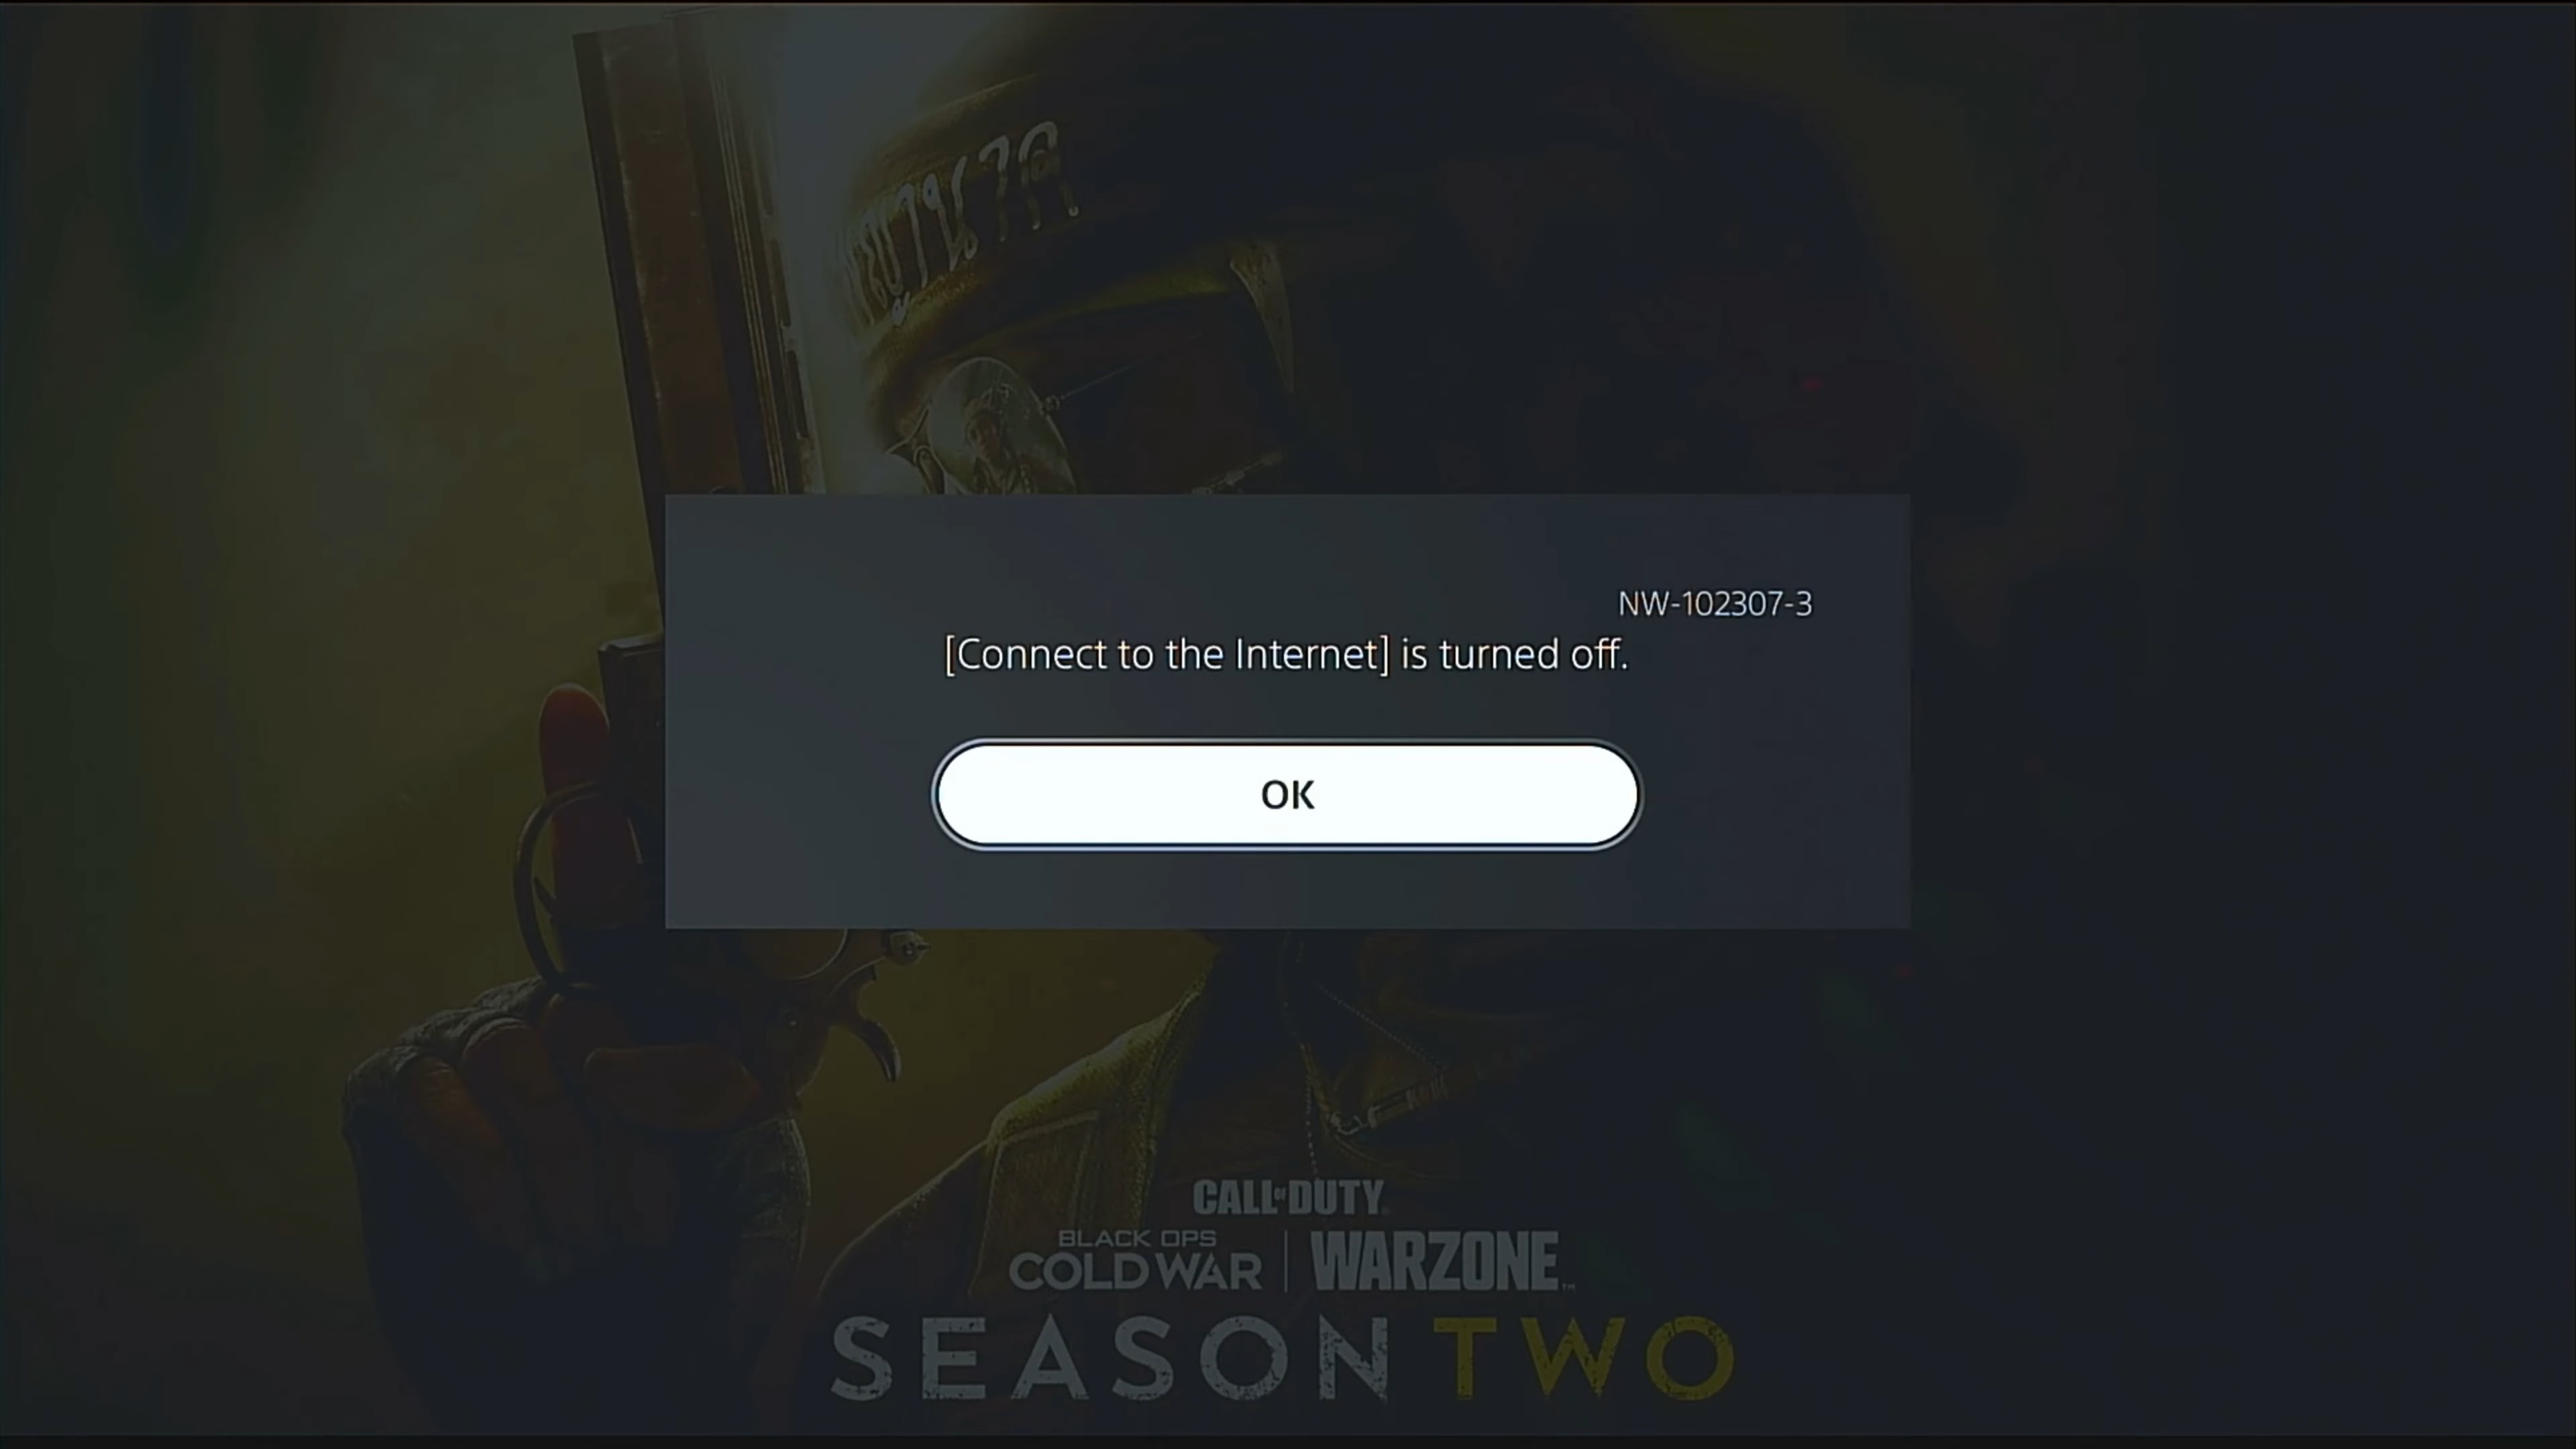 NW-102307-3
[Connect to the Internet] is turned off.
OK
CALL OF DUTY
BLACK OPS
COLD WAR | WARZONE™
SEASON TWO